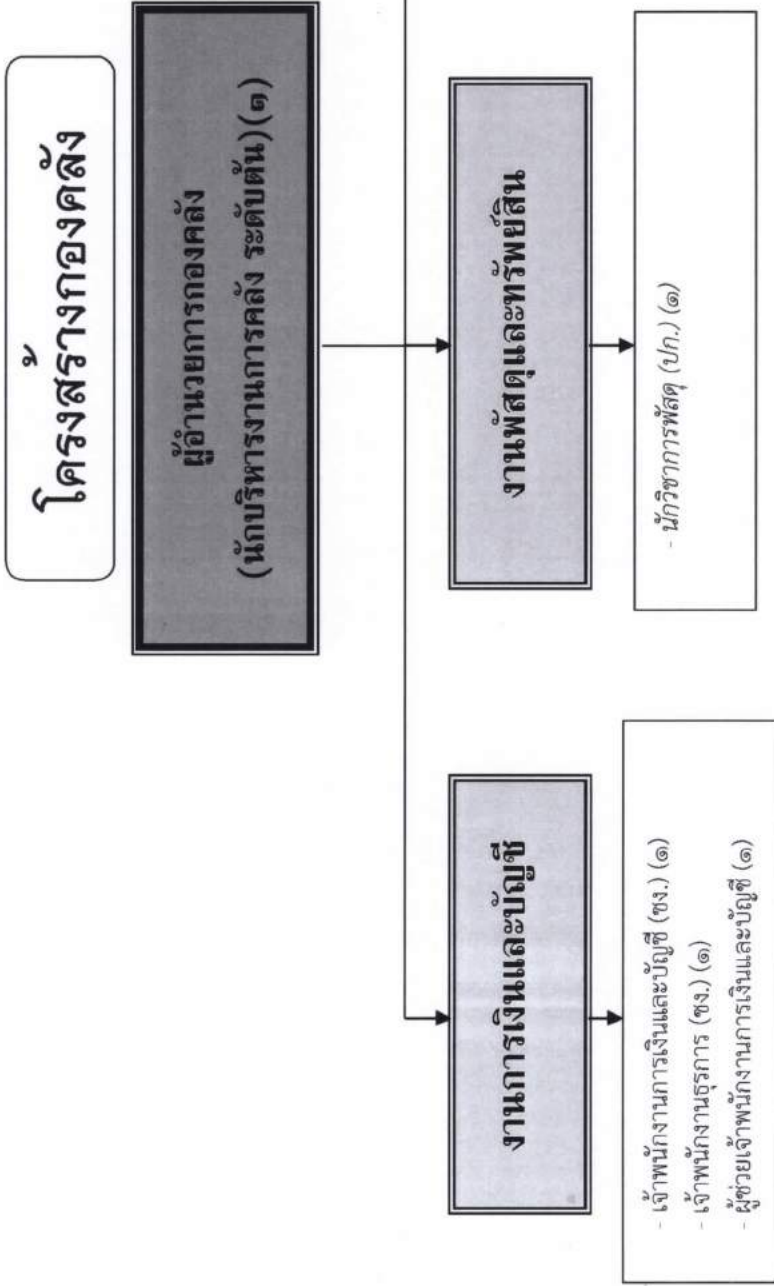 โครงสร้างกองคลัง
ผู้อำนวยการกองคลัง
(นักบริหารงานการคลัง ระดับต้น)(๑)
งานการเงินและบัญชี
งานพัสดุและทรัพย์สิน
- เจ้าพนักงานการเงินและบัญชี (ชง.) (๑)
- เจ้าพนักงานธุรการ (ชง.) (๑)
- ผู้ช่วยเจ้าพนักงานการเงินและบัญชี (๑)
- นักวิชาการพัสดุ (ปก.) (๑)